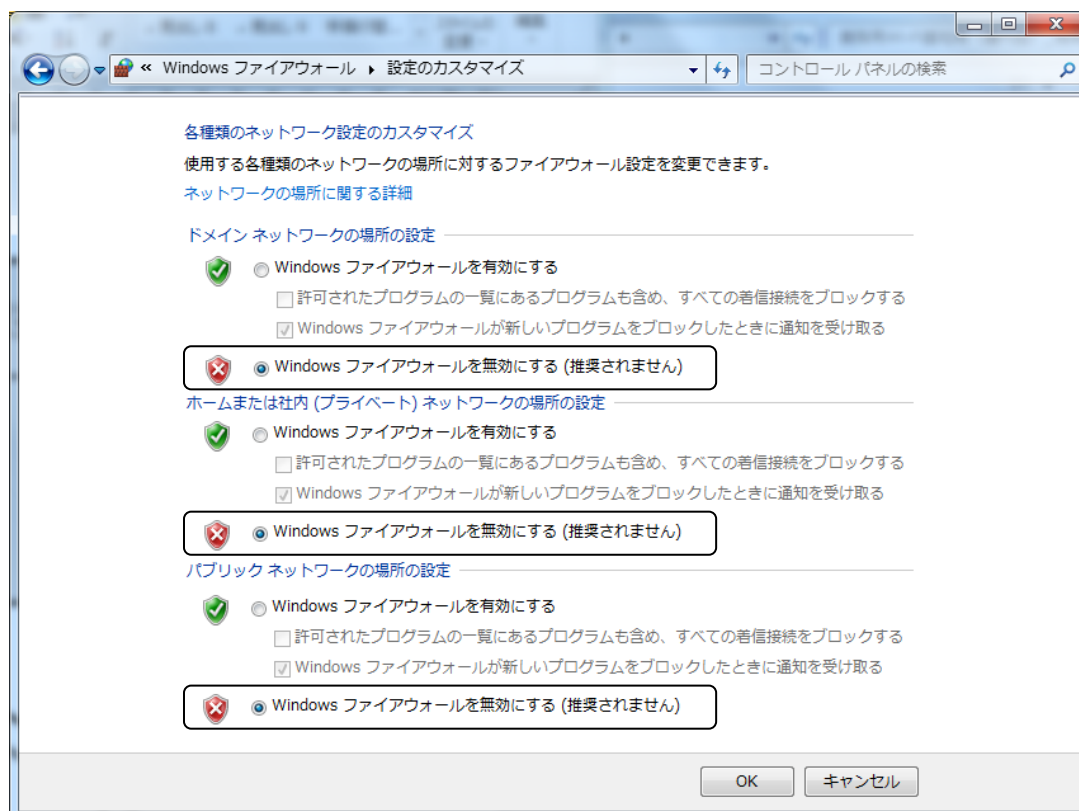 « Windows ファイアウォール ▸ 設定のカスタマイズ
コントロール パネルの検索
各種類のネットワーク設定のカスタマイズ
使用する各種類のネットワークの場所に対するファイアウォール設定を変更できます。
ネットワークの場所に関する詳細
ドメイン ネットワークの場所の設定
Windows ファイアウォールを有効にする
許可されたプログラムの一覧にあるプログラムも含め、すべての着信接続をブロックする
Windows ファイアウォールが新しいプログラムをブロックしたときに通知を受け取る
Windows ファイアウォールを無効にする (推奨されません)
ホームまたは社内 (プライベート) ネットワークの場所の設定
Windows ファイアウォールを有効にする
許可されたプログラムの一覧にあるプログラムも含め、すべての着信接続をブロックする
Windows ファイアウォールが新しいプログラムをブロックしたときに通知を受け取る
Windows ファイアウォールを無効にする (推奨されません)
パブリック ネットワークの場所の設定
Windows ファイアウォールを有効にする
許可されたプログラムの一覧にあるプログラムも含め、すべての着信接続をブロックする
Windows ファイアウォールが新しいプログラムをブロックしたときに通知を受け取る
Windows ファイアウォールを無効にする (推奨されません)
OK
キャンセル